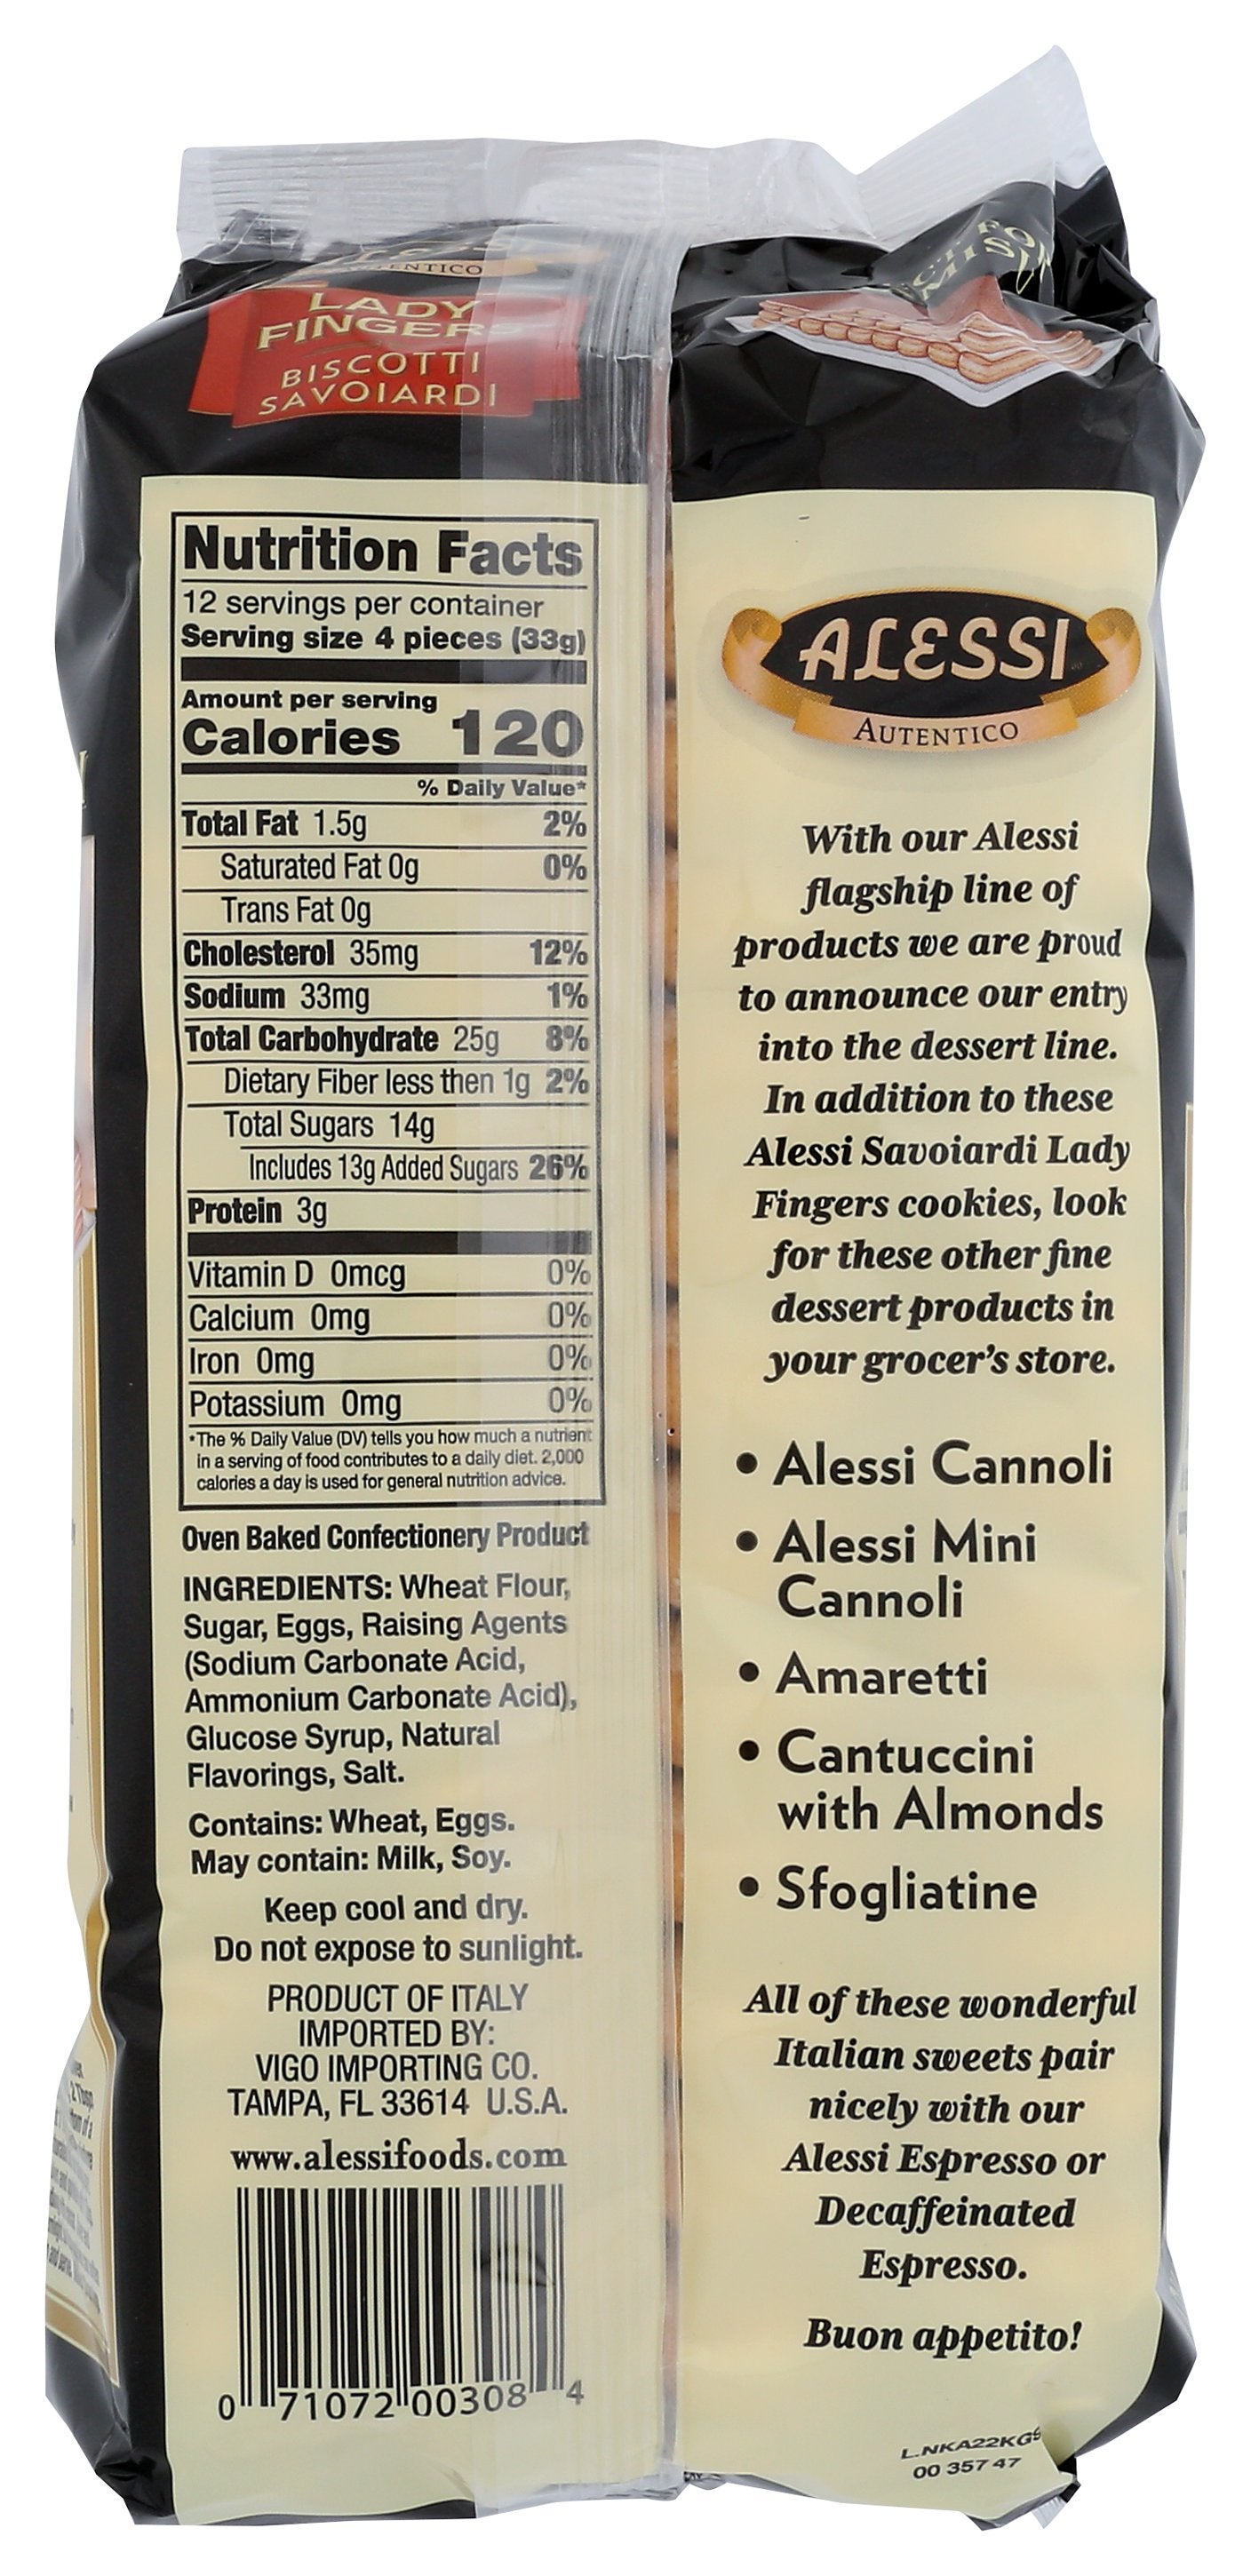 AUTENTICO
LADY
FINGERS
BISCOTTI
SAVOIARDI
Nutrition Facts
12 servings per container
Serving size 4 pieces (33g)
Amount per serving
Calories 120
% Daily Value*
Total Fat 1.5g 2%
Saturated Fat 0g 0%
Trans Fat 0g
Cholesterol 35mg 12%
Sodium 33mg 1%
Total Carbohydrate 25g 8%
Dietary Fiber less then 1g 2%
Total Sugars 14g
Includes 13g Added Sugars 26%
Protein 3g
Vitamin D 0mcg 0%
Calcium 0mg 0%
Iron 0mg 0%
Potassium 0mg 0%
*The % Daily Value (DV) tells you how much a nutrient
in a serving of food contributes to a daily diet. 2,000
calories a day is used for general nutrition advice.
Oven Baked Confectionery Product
INGREDIENTS: Wheat Flour,
Sugar, Eggs, Raising Agents
(Sodium Carbonate Acid,
Ammonium Carbonate Acid),
Glucose Syrup, Natural
Flavorings, Salt.
Contains: Wheat, Eggs.
May contain: Milk, Soy.
Keep cool and dry.
Do not expose to sunlight.
PRODUCT OF ITALY
IMPORTED BY:
VIGO IMPORTING CO.
TAMPA, FL 33614 U.S.A.
www.alessifoods.com
0 71072 00308 4
ALESSI
AUTENTICO
With our Alessi
flagship line of
products we are proud
to announce our entry
into the dessert line.
In addition to these
Alessi Savoiardi Lady
Fingers cookies, look
for these other fine
dessert products in
your grocer's store.
• Alessi Cannoli
• Alessi Mini
Cannoli
• Amaretti
• Cantuccini
with Almonds
• Sfogliatine
All of these wonderful
Italian sweets pair
nicely with our
Alessi Espresso or
Decaffeinated
Espresso.
Buon appetito!
L.NKA22KG9
00 357 47